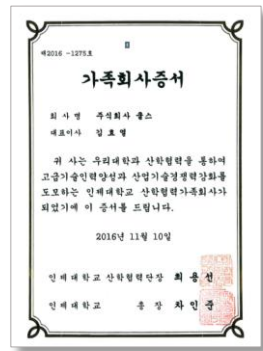 제2016 -1275호
가족회사증서
회 사 명 주식회사 쿨스
대표이사 김효열
귀 사는 우리대학과 산학협력을 통하여
고급기술인력양성과 산업기술경쟁력강화를
도모하는 인제대학교 산학협력가족회사가
되었기에 이 증서를 드립니다.
2016년 11월 10일
인제대학교 산학협력단장 최용선
인제대학교 총 장 차인준